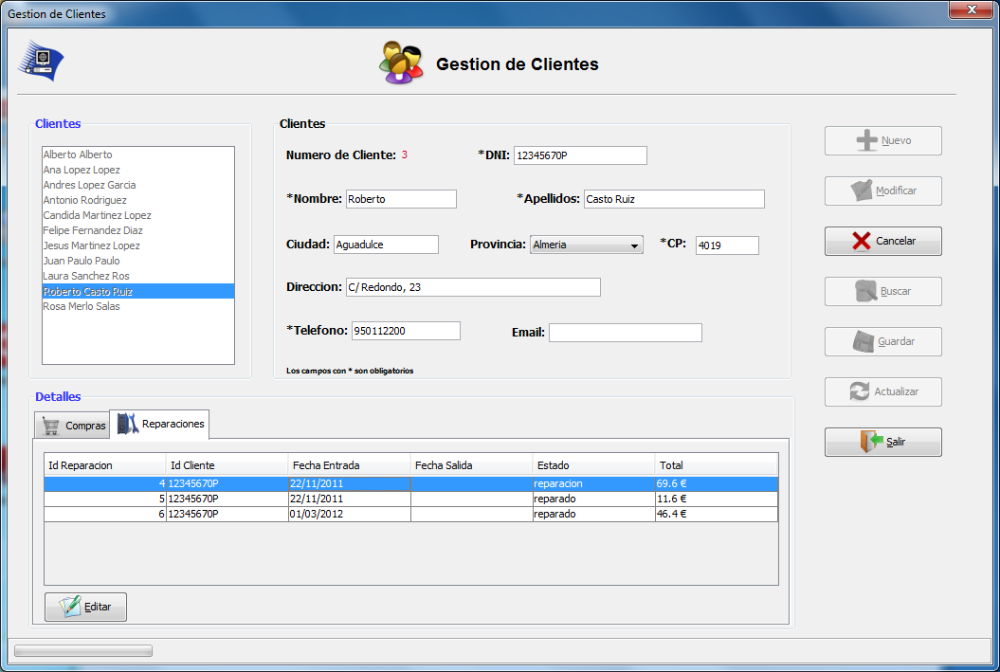 Gestion de Clientes
Gestion de Clientes
Clientes
Alberto Alberto
Ana Lopez Lopez
Andres Lopez Garcia
Antonio Rodriguez
Candida Martinez Lopez
Felipe Fernandez Diaz
Jesus Martinez Lopez
Juan Paulo Paulo
Laura Sanchez Ros
Roberto Casto Ruiz
Rosa Merlo Salas
Clientes
Numero de Cliente: 3 *DNI: 12345670P
*Nombre: Roberto *Apellidos: Casto Ruiz
Ciudad: Aguadulce Provincia: Almeria *CP: 4019
Direccion: C/ Redondo, 23
*Telefono: 950112200 Email:
Los campos con * son obligatorios
Nuevo
Modificar
Cancelar
Buscar
Guardar
Actualizar
Salir
Detalles
Compras Reparaciones
Id Reparacion Id Cliente Fecha Entrada Fecha Salida Estado Total
4 12345670P 22/11/2011 reparacion 69.6 €
5 12345670P 22/11/2011 reparado 11.6 €
6 12345670P 01/03/2012 reparado 46.4 €
Editar